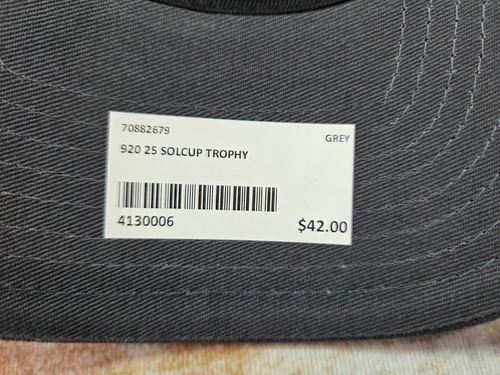 70882679
GREY
920 25 SOLCUP TROPHY
4130006
$42.00